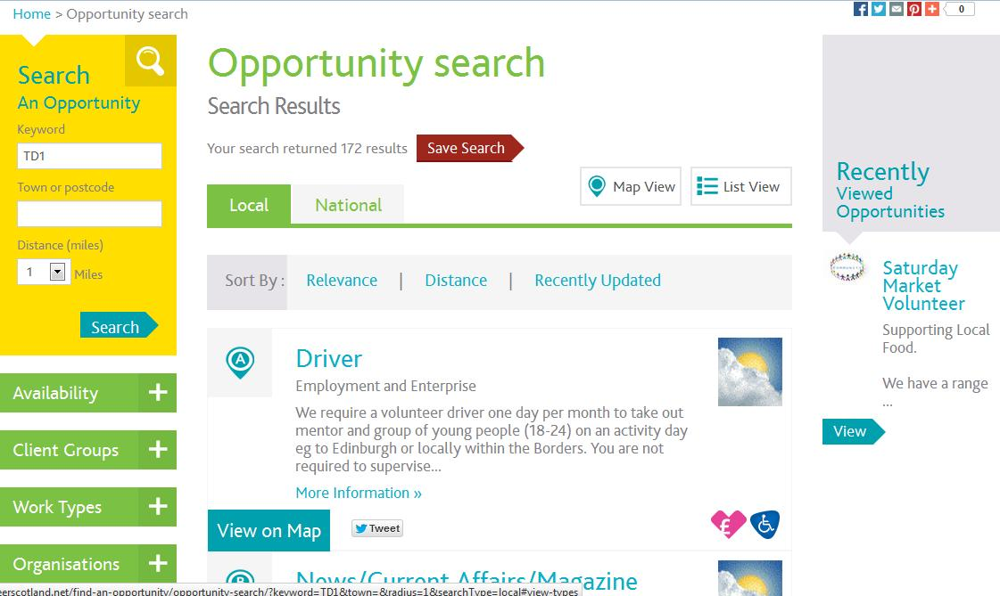 Home > Opportunity search
0
Search
An Opportunity
Keyword
TD1
Town or postcode
Distance (miles)
1
Miles
Search
Availability
Client Groups
Work Types
Organisations
Opportunity search
Search Results
Your search returned 172 results
Save Search
Map View
List View
Local
National
Sort By :
Relevance | Distance | Recently Updated
A
Driver
Employment and Enterprise
We require a volunteer driver one day per month to take out
mentor and group of young people (18-24) on an activity day
eg to Edinburgh or locally within the Borders. You are not
required to supervise...
More Information »
View on Map
Tweet
£
B
News/Current Affairs/Magazine
Recently
Viewed
Opportunities
COMMUNITY
Saturday
Market
Volunteer
Supporting Local
Food.
We have a range
...
View
eerscotland.net/find-an-opportunity/opportunity-search/?keyword=TD1&town=&radius=1&searchType=local#view-types